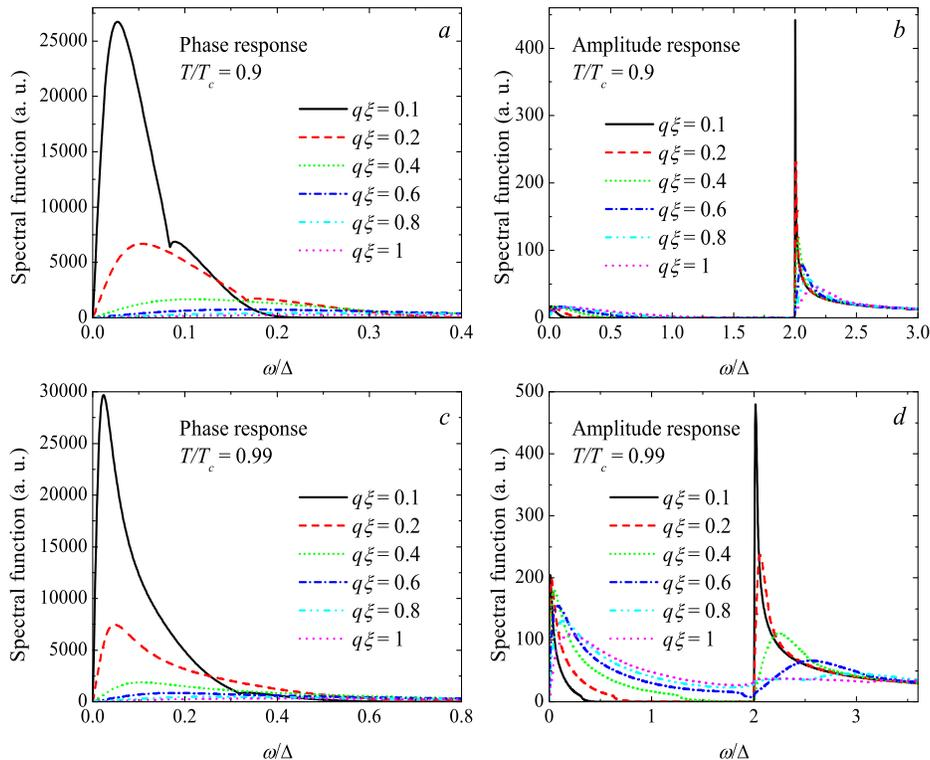 a
Phase response
T/Tc = 0.9
qξ = 0.1
qξ = 0.2
qξ = 0.4
qξ = 0.6
qξ = 0.8
qξ = 1
Spectral function (a. u.)
25000
20000
15000
10000
5000
0
0.0 0.1 0.2 0.3 0.4
ω/Δ
b
Amplitude response
T/Tc = 0.9
qξ = 0.1
qξ = 0.2
qξ = 0.4
qξ = 0.6
qξ = 0.8
qξ = 1
Spectral function (a. u.)
400
300
200
100
0
0.0 0.5 1.0 1.5 2.0 2.5 3.0
ω/Δ
c
Phase response
T/Tc = 0.99
qξ = 0.1
qξ = 0.2
qξ = 0.4
qξ = 0.6
qξ = 0.8
qξ = 1
Spectral function (a. u.)
30000
25000
20000
15000
10000
5000
0
0.0 0.2 0.4 0.6 0.8
ω/Δ
d
Amplitude response
T/Tc = 0.99
qξ = 0.1
qξ = 0.2
qξ = 0.4
qξ = 0.6
qξ = 0.8
qξ = 1
Spectral function (a. u.)
500
400
300
200
100
0
0 1 2 3
ω/Δ